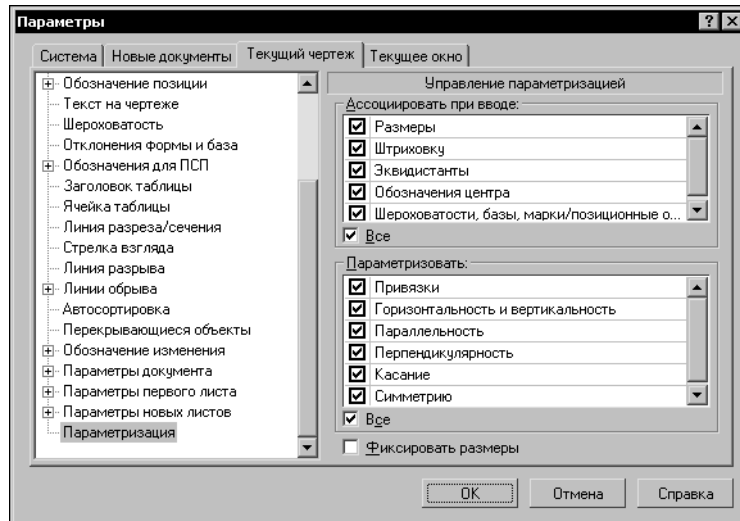 Параметры
Система Новые документы Текущий чертеж Текущее окно
Обозначение позиции
Текст на чертеже
Шероховатость
Отклонения формы и база
Обозначения для ПСП
Заголовок таблицы
Ячейка таблицы
Линия разреза/сечения
Стрелка взгляда
Линия разрыва
Линии обрыва
Автосортировка
Перекрывающиеся объекты
Обозначение изменения
Параметры документа
Параметры первого листа
Параметры новых листов
Параметризация
Управление параметризацией
Ассоциировать при вводе:
Размеры
Штриховку
Эквидистанты
Обозначения центра
Шероховатости, базы, марки/позиционные о...
Все
Параметризовать:
Привязки
Горизонтальность и вертикальность
Параллельность
Перпендикулярность
Касание
Симметрию
Все
Фиксировать размеры
OK Отмена Справка